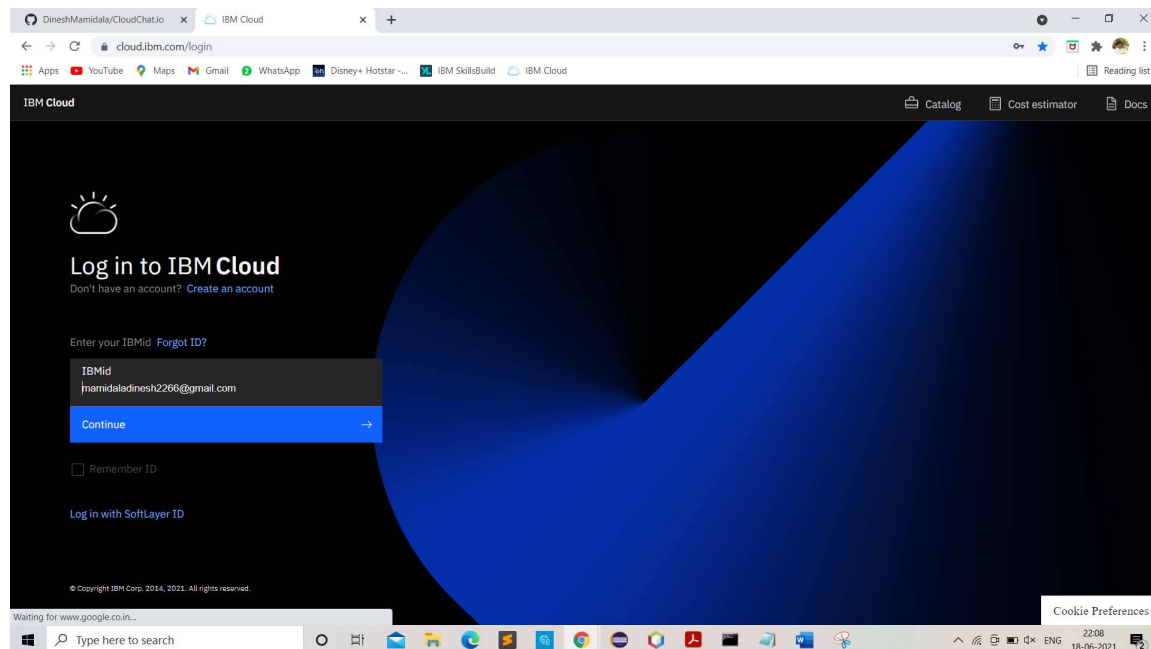 DineshMamidala/CloudChat.io
IBM Cloud
cloud.ibm.com/login
Apps YouTube Maps Gmail WhatsApp Disney+ Hotstar -... IBM SkillsBuild IBM Cloud Reading list
IBM Cloud Catalog Cost estimator Docs
Log in to IBM Cloud
Don't have an account? Create an account
Enter your IBMid Forgot ID?
IBMid
mamidaladinesh2266@gmail.com
Continue
Remember ID
Log in with SoftLayer ID
© Copyright IBM Corp. 2014, 2021. All rights reserved.
Cookie Preferences
Waiting for www.google.co.in...
Type here to search
ENG
22:08
18-06-2021
2